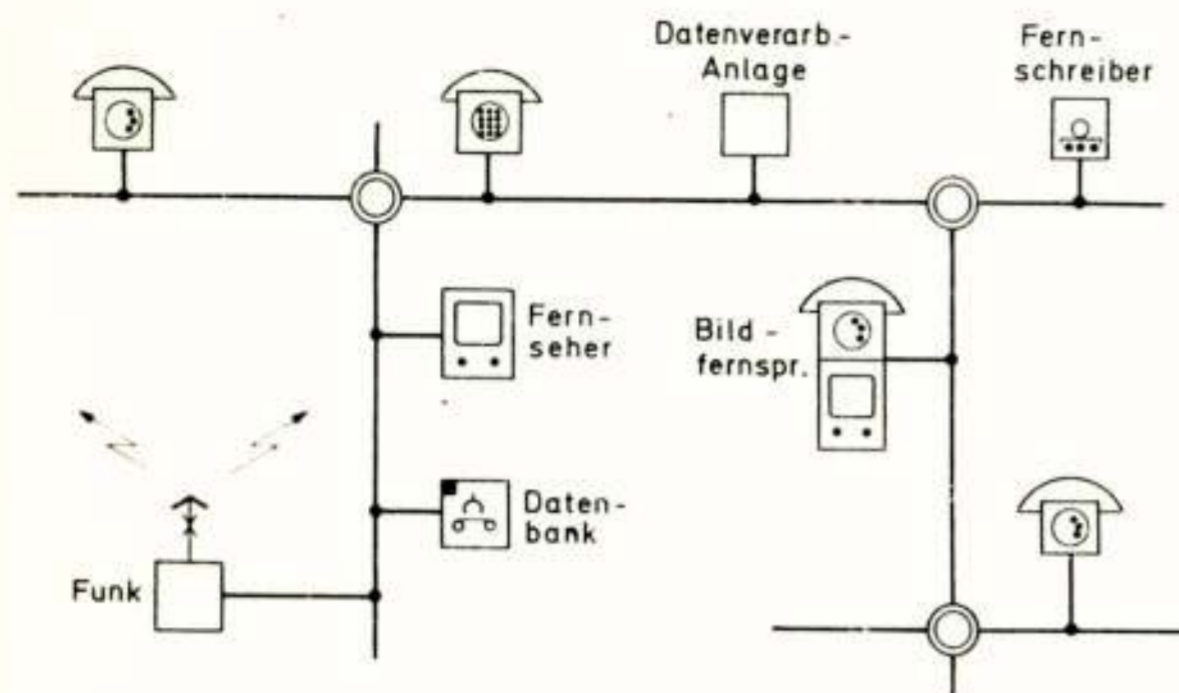 Datenverarb.-
Anlage
Fern-
schreiber
Fern-
seher
Bild-
fernspr.
Daten-
bank
Funk